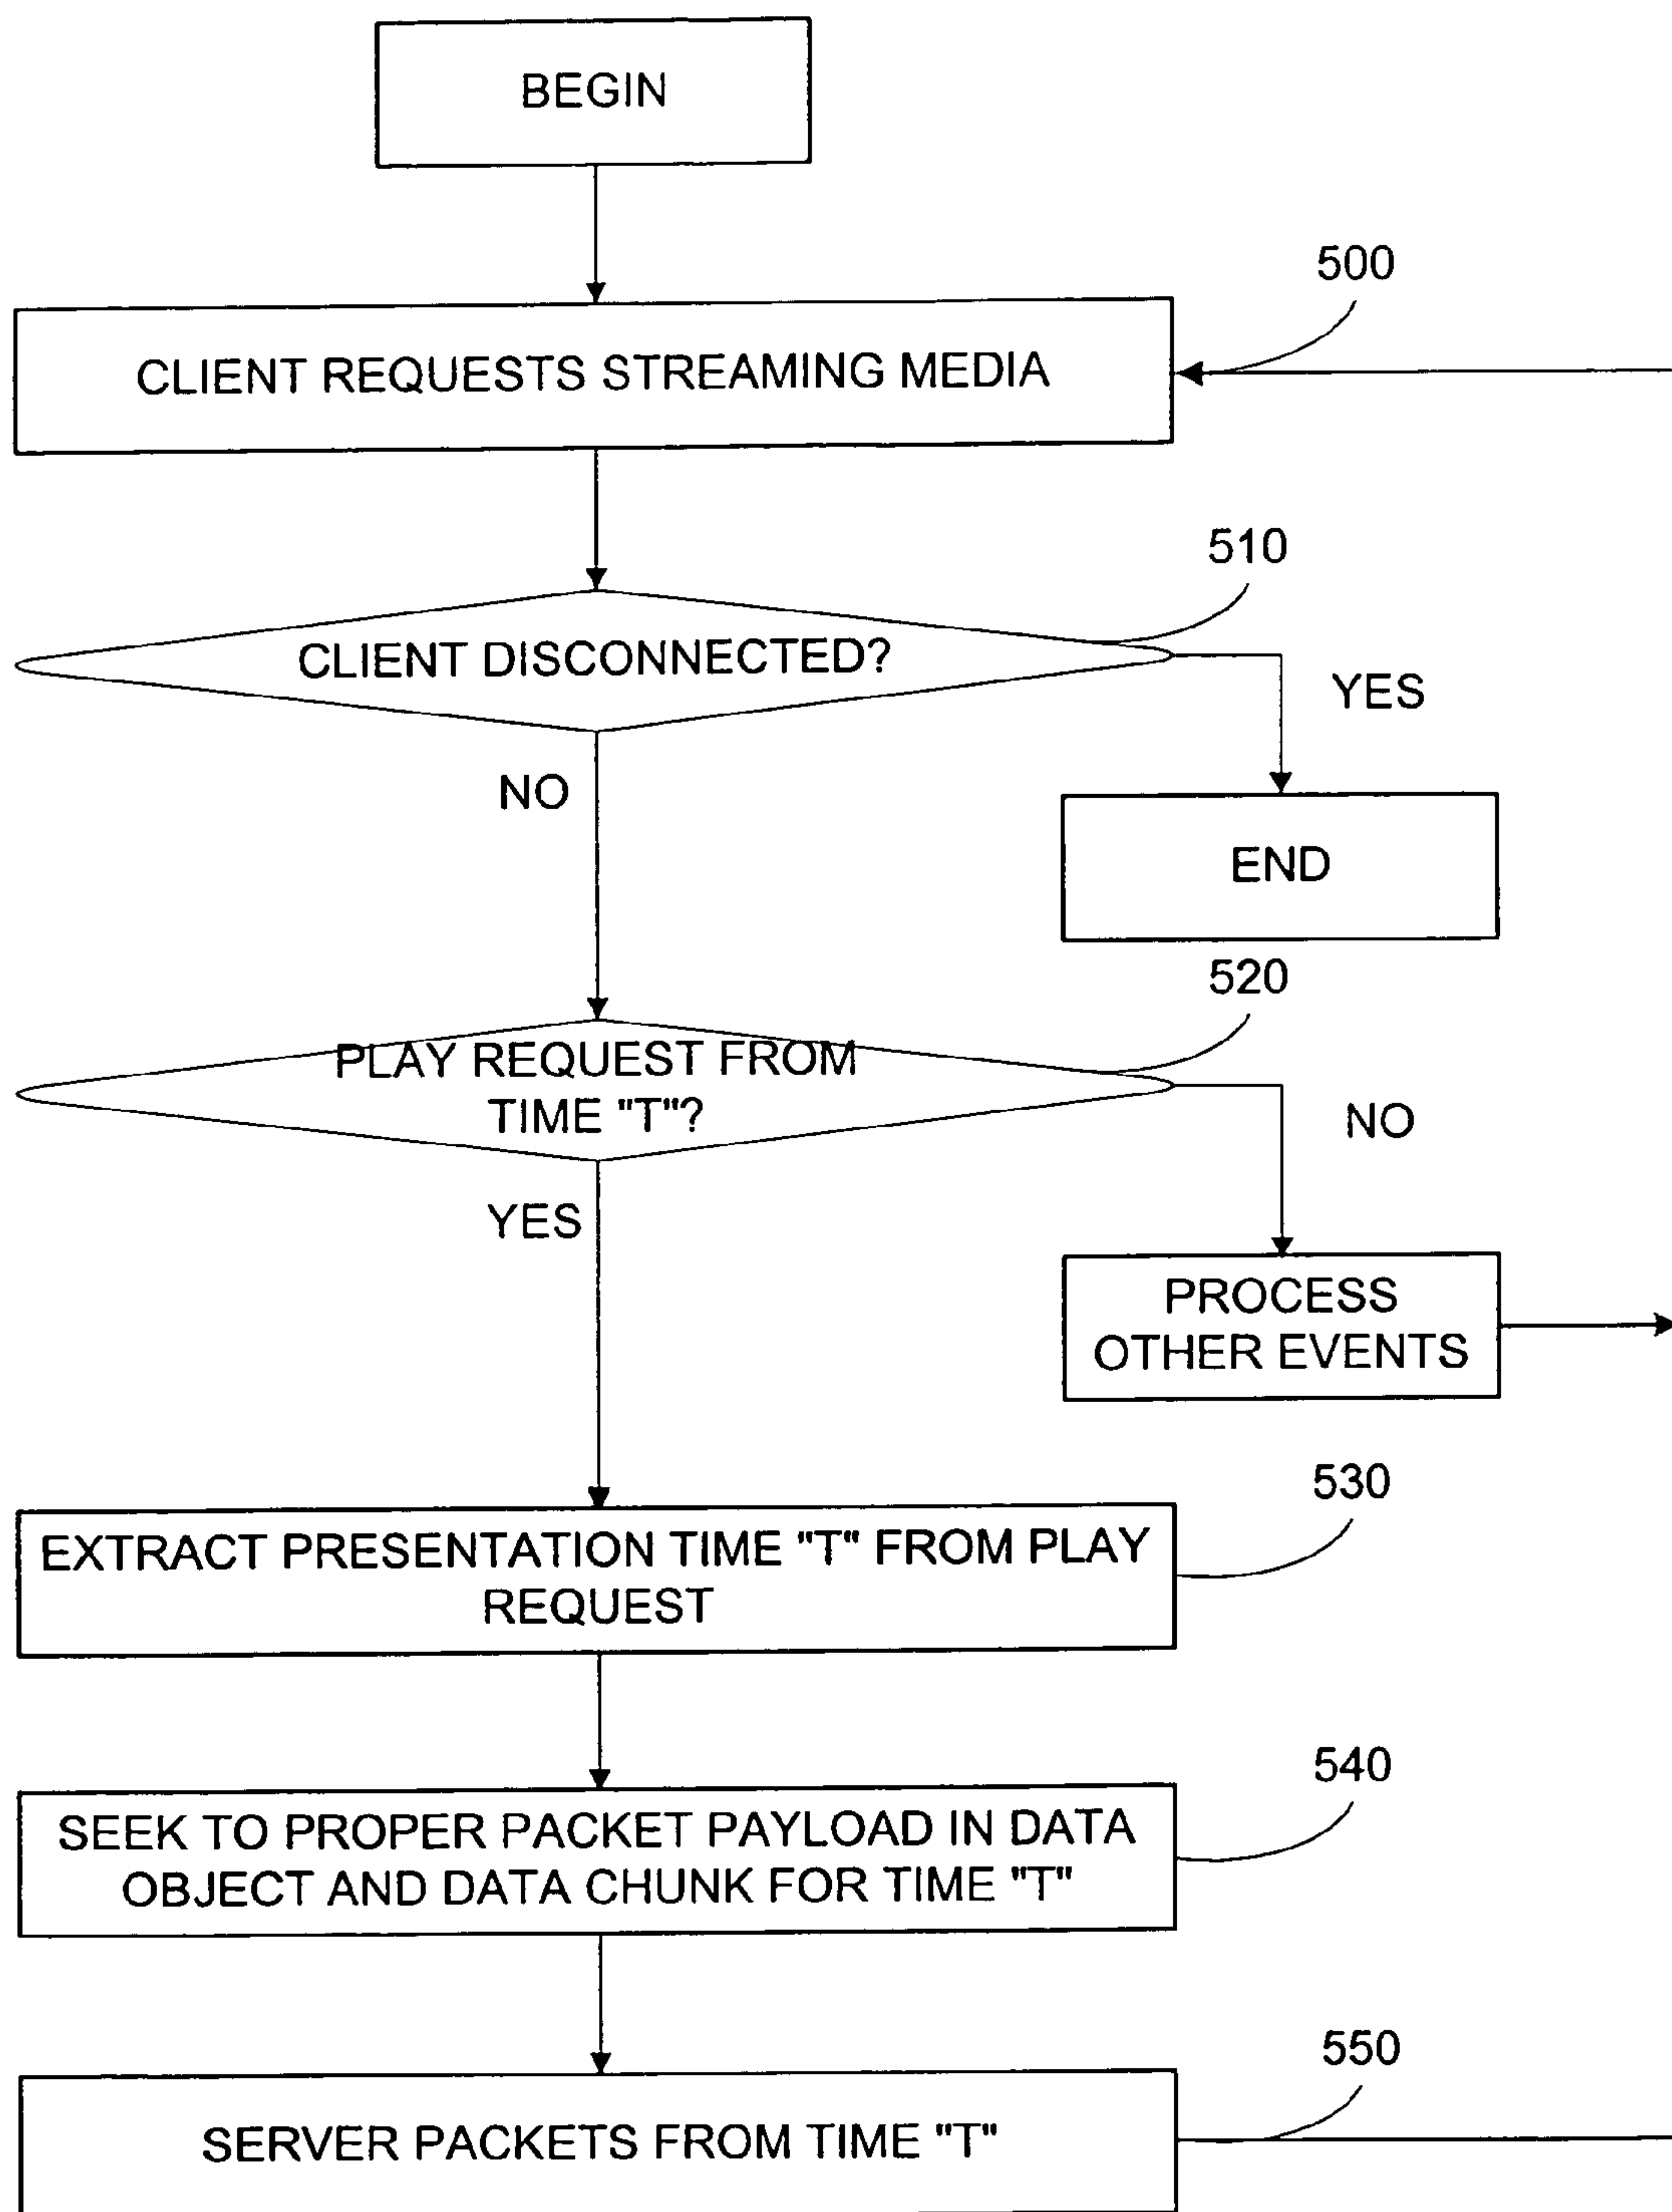 BEGIN
500
CLIENT REQUESTS STREAMING MEDIA
510
CLIENT DISCONNECTED?
YES
NO
END
520
PLAY REQUEST FROM
TIME "T"?
NO
YES
PROCESS
OTHER EVENTS
530
EXTRACT PRESENTATION TIME "T" FROM PLAY
REQUEST
540
SEEK TO PROPER PACKET PAYLOAD IN DATA
OBJECT AND DATA CHUNK FOR TIME "T"
550
SERVER PACKETS FROM TIME "T"